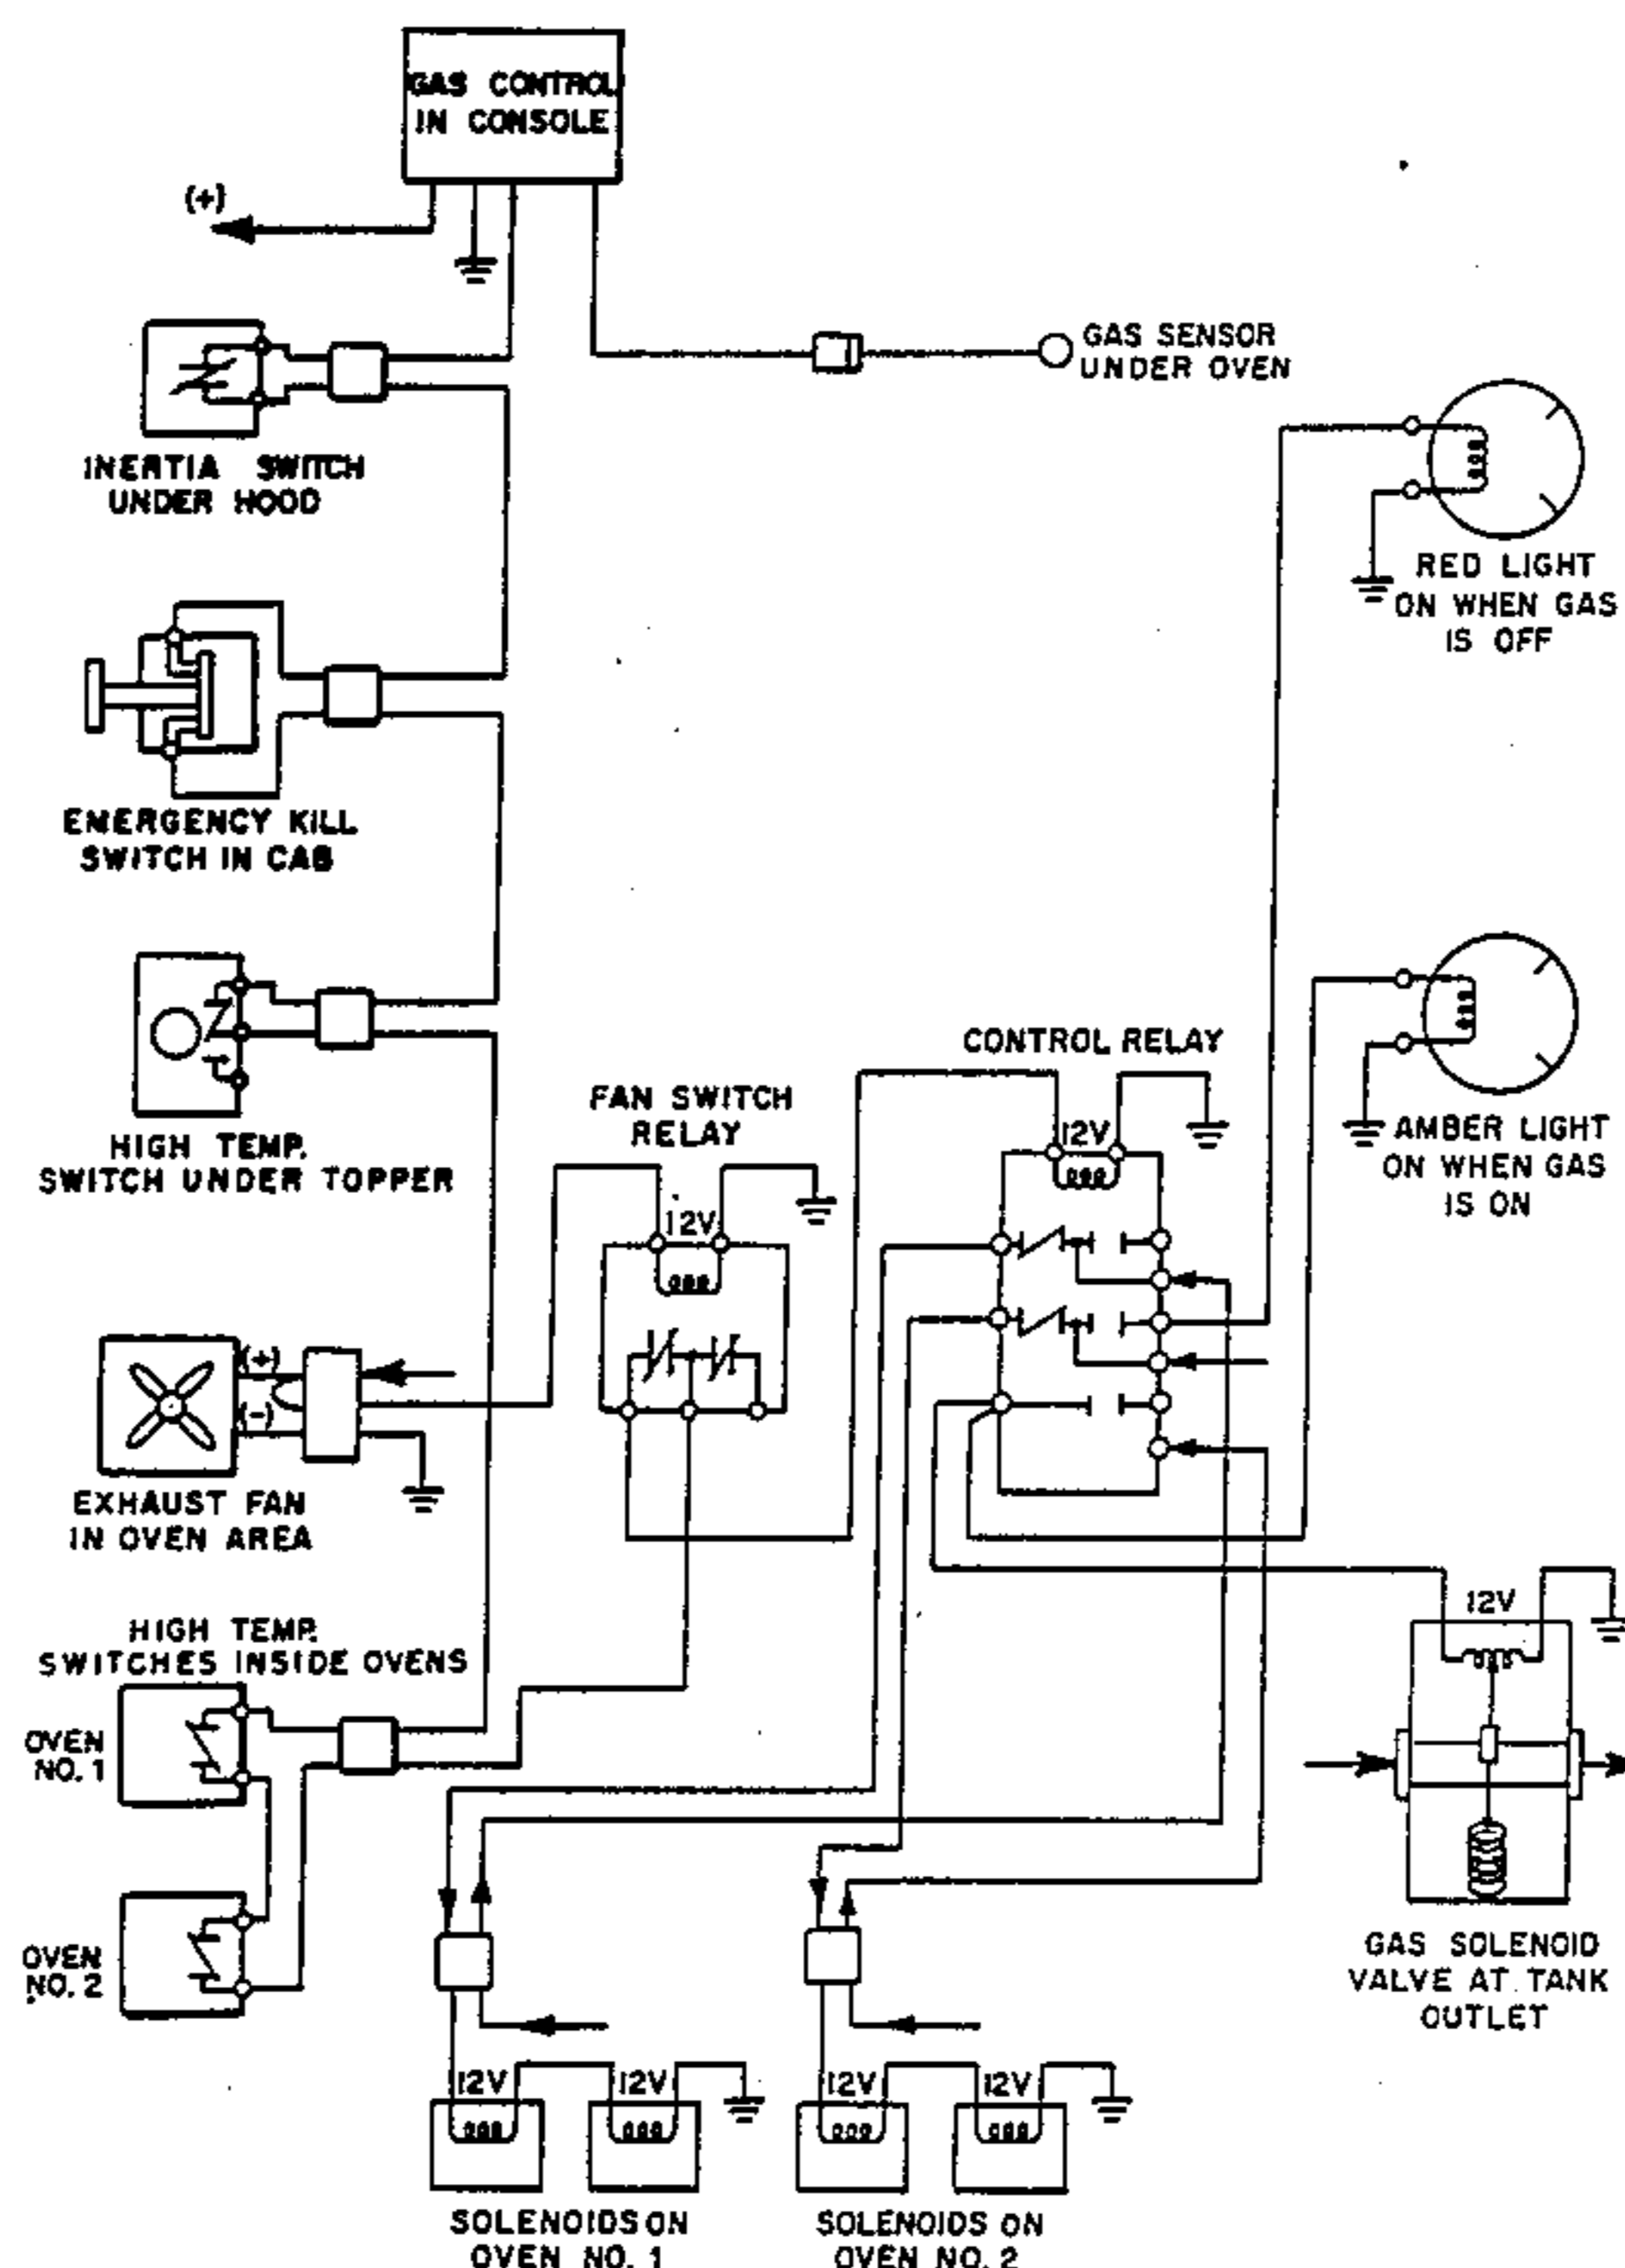 GAS CONTROL
IN CONSOLE
(+)
GAS SENSOR
UNDER OVEN
INERTIA SWITCH
UNDER HOOD
RED LIGHT
ON WHEN GAS
IS OFF
EMERGENCY KILL
SWITCH IN CAB
HIGH TEMP.
SWITCH UNDER TOPPER
CONTROL RELAY
12V
FAN SWITCH
RELAY
12V
AMBER LIGHT
ON WHEN GAS
IS ON
(+)
(-)
EXHAUST FAN
IN OVEN AREA
HIGH TEMP.
SWITCHES INSIDE OVENS
OVEN
NO. 1
OVEN
NO. 2
12V
GAS SOLENOID
VALVE AT TANK
OUTLET
12V
12V
SOLENOIDS ON
OVEN NO. 1
12V
12V
SOLENOIDS ON
OVEN NO. 2